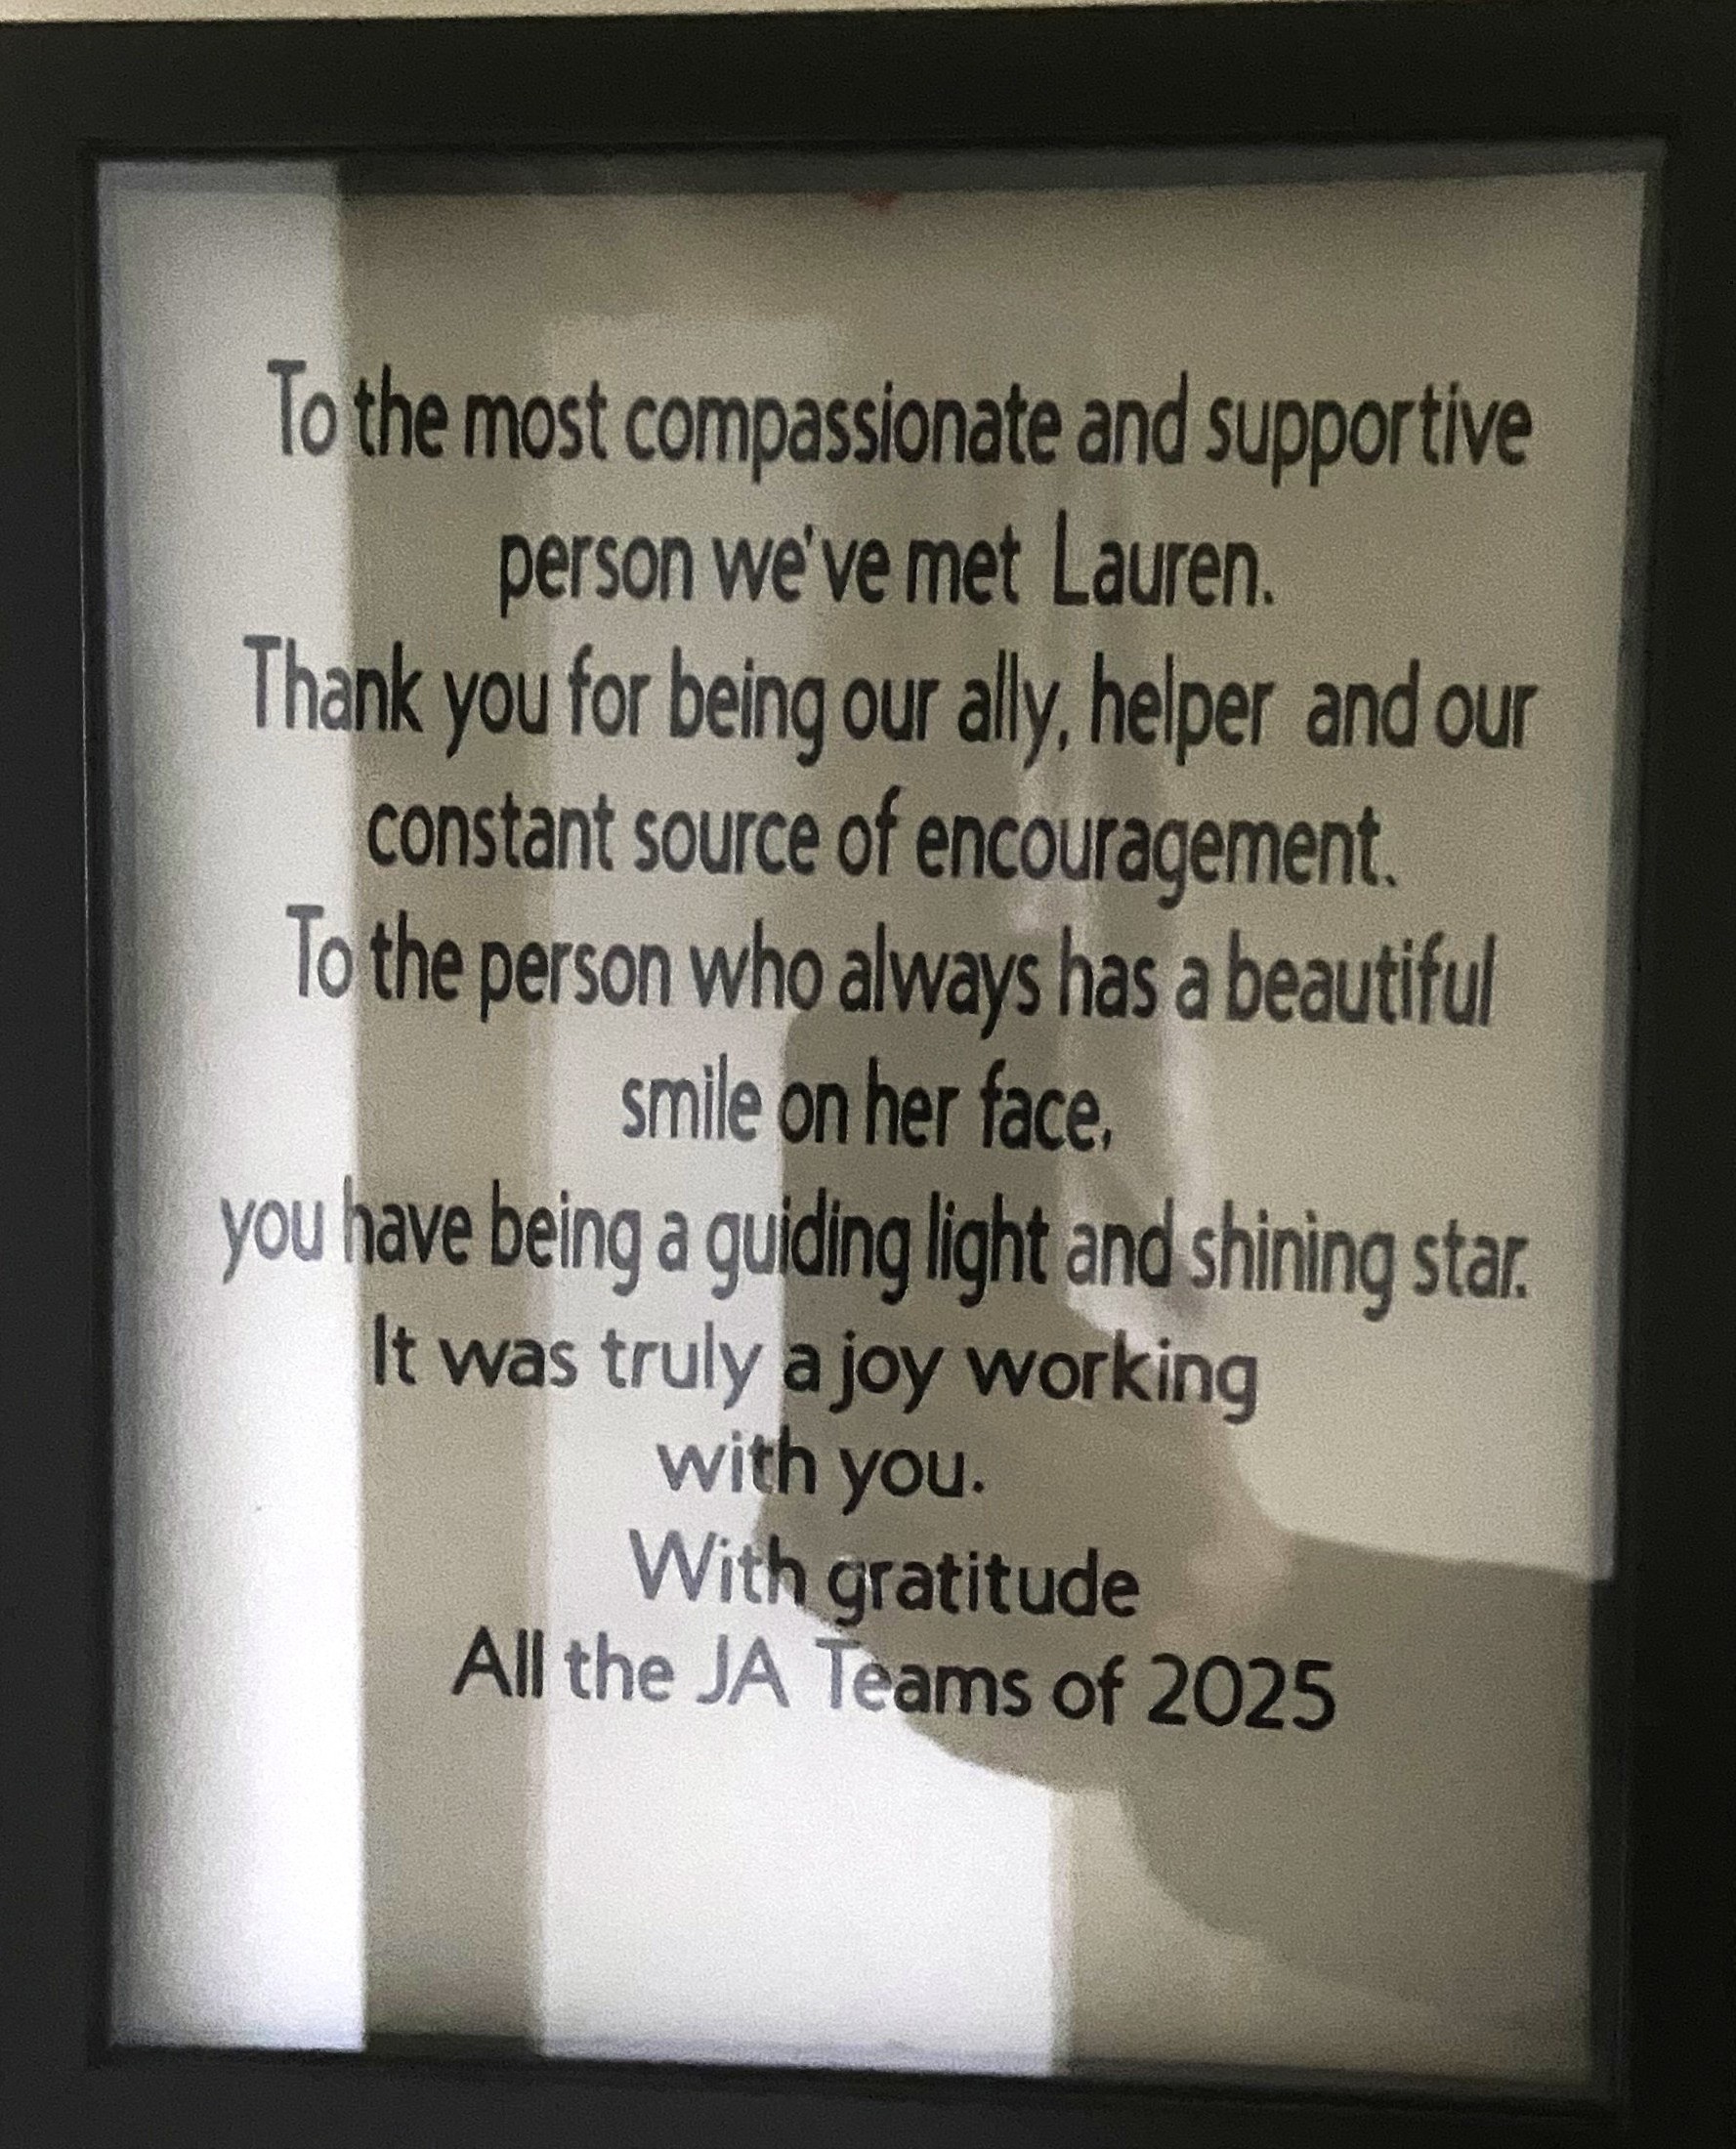 To the most compassionate and supportive
person we've met Lauren.
Thank you for being our ally, helper and our
constant source of encouragement.
To the person who always has a beautiful
smile on her face,
you have being a guiding light and shining star.
It was truly a joy working
with you.
With gratitude
All the JA Teams of 2025